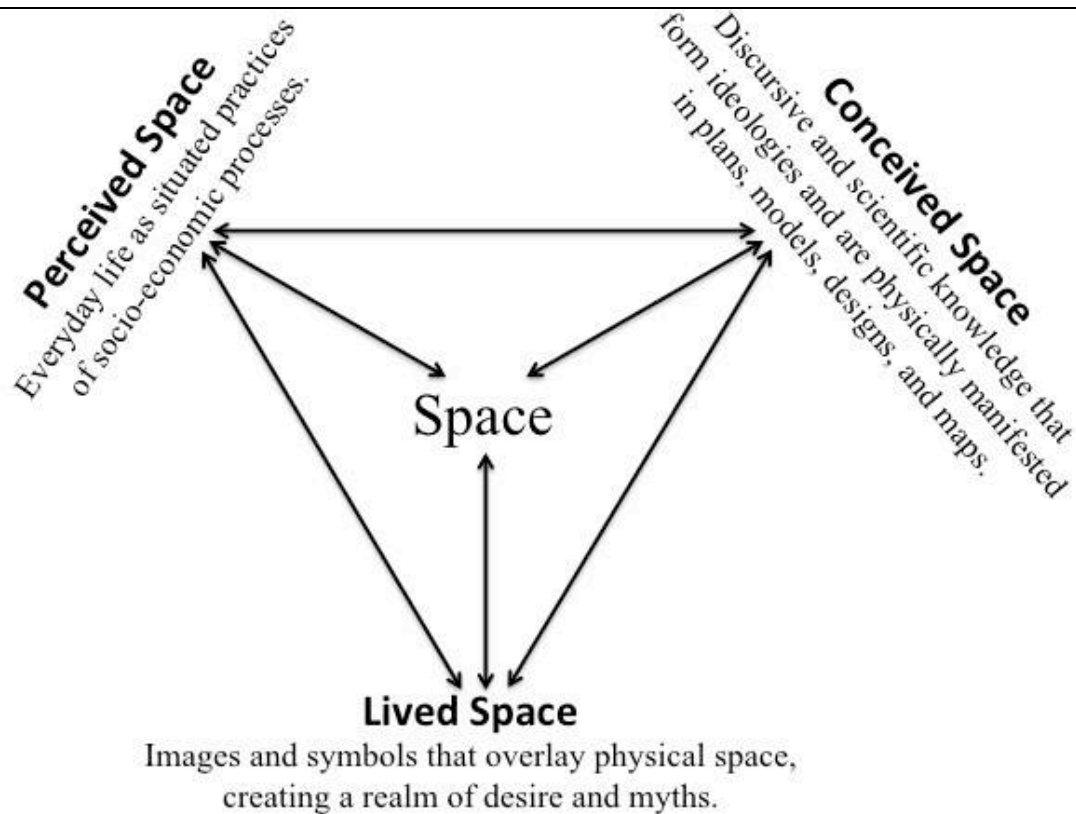 Perceived Space
Everyday life as situated practices
of socio-economic processes.
Conceived Space
Discursive and scientific knowledge that
form ideologies and are physically manifested
in plans, models, designs, and maps.
Space
Lived Space
Images and symbols that overlay physical space,
creating a realm of desire and myths.